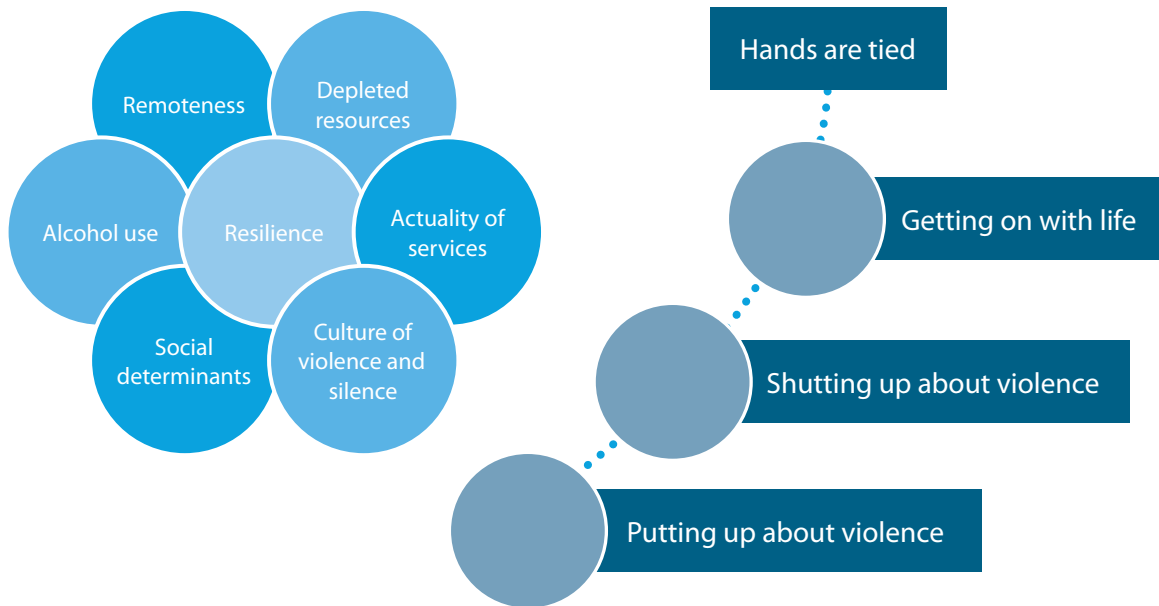 Remoteness
Depleted
resources
Alcohol use
Resilience
Actuality of
services
Social
determinants
Culture of
violence and
silence
Hands are tied
Getting on with life
Shutting up about violence
Putting up about violence